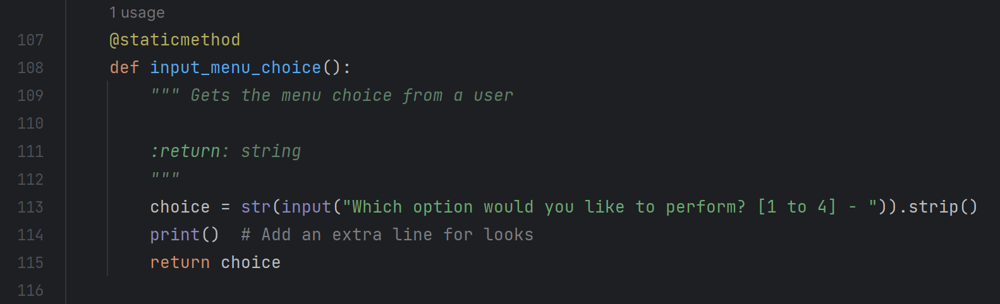 1 usage
107 @staticmethod
108 def input_menu_choice():
109 """ Gets the menu choice from a user
110
111 :return: string
112 """
113 choice = str(input("Which option would you like to perform? [1 to 4] - ")).strip()
114 print()  # Add an extra line for looks
115 return choice
116